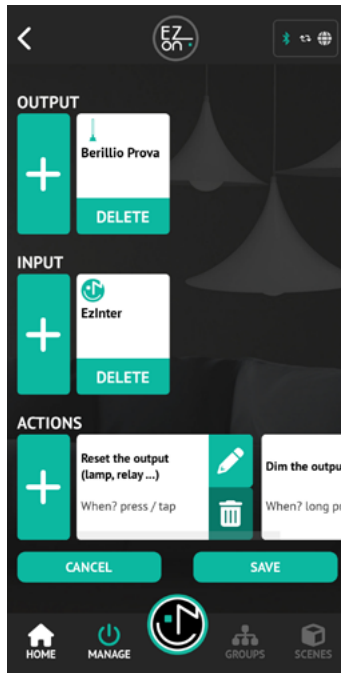 EZ
on
OUTPUT
Berillio Prova
DELETE
INPUT
EzInter
DELETE
ACTIONS
Reset the output
(lamp, relay ...)
When? press / tap
Dim the outpu
When? long pr
CANCEL
SAVE
HOME
MANAGE
GROUPS
SCENES